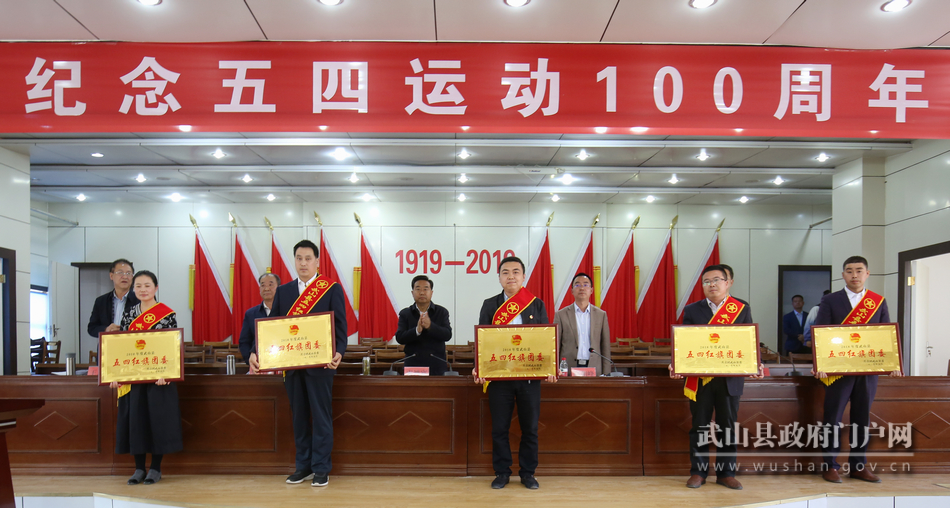 纪念五四运动100周年
1919—2019
五四红旗团委
五四红旗团委
五四红旗团委
五四红旗团委
五四红旗团委
武山县政府门户网
www.wushan.gov.cn